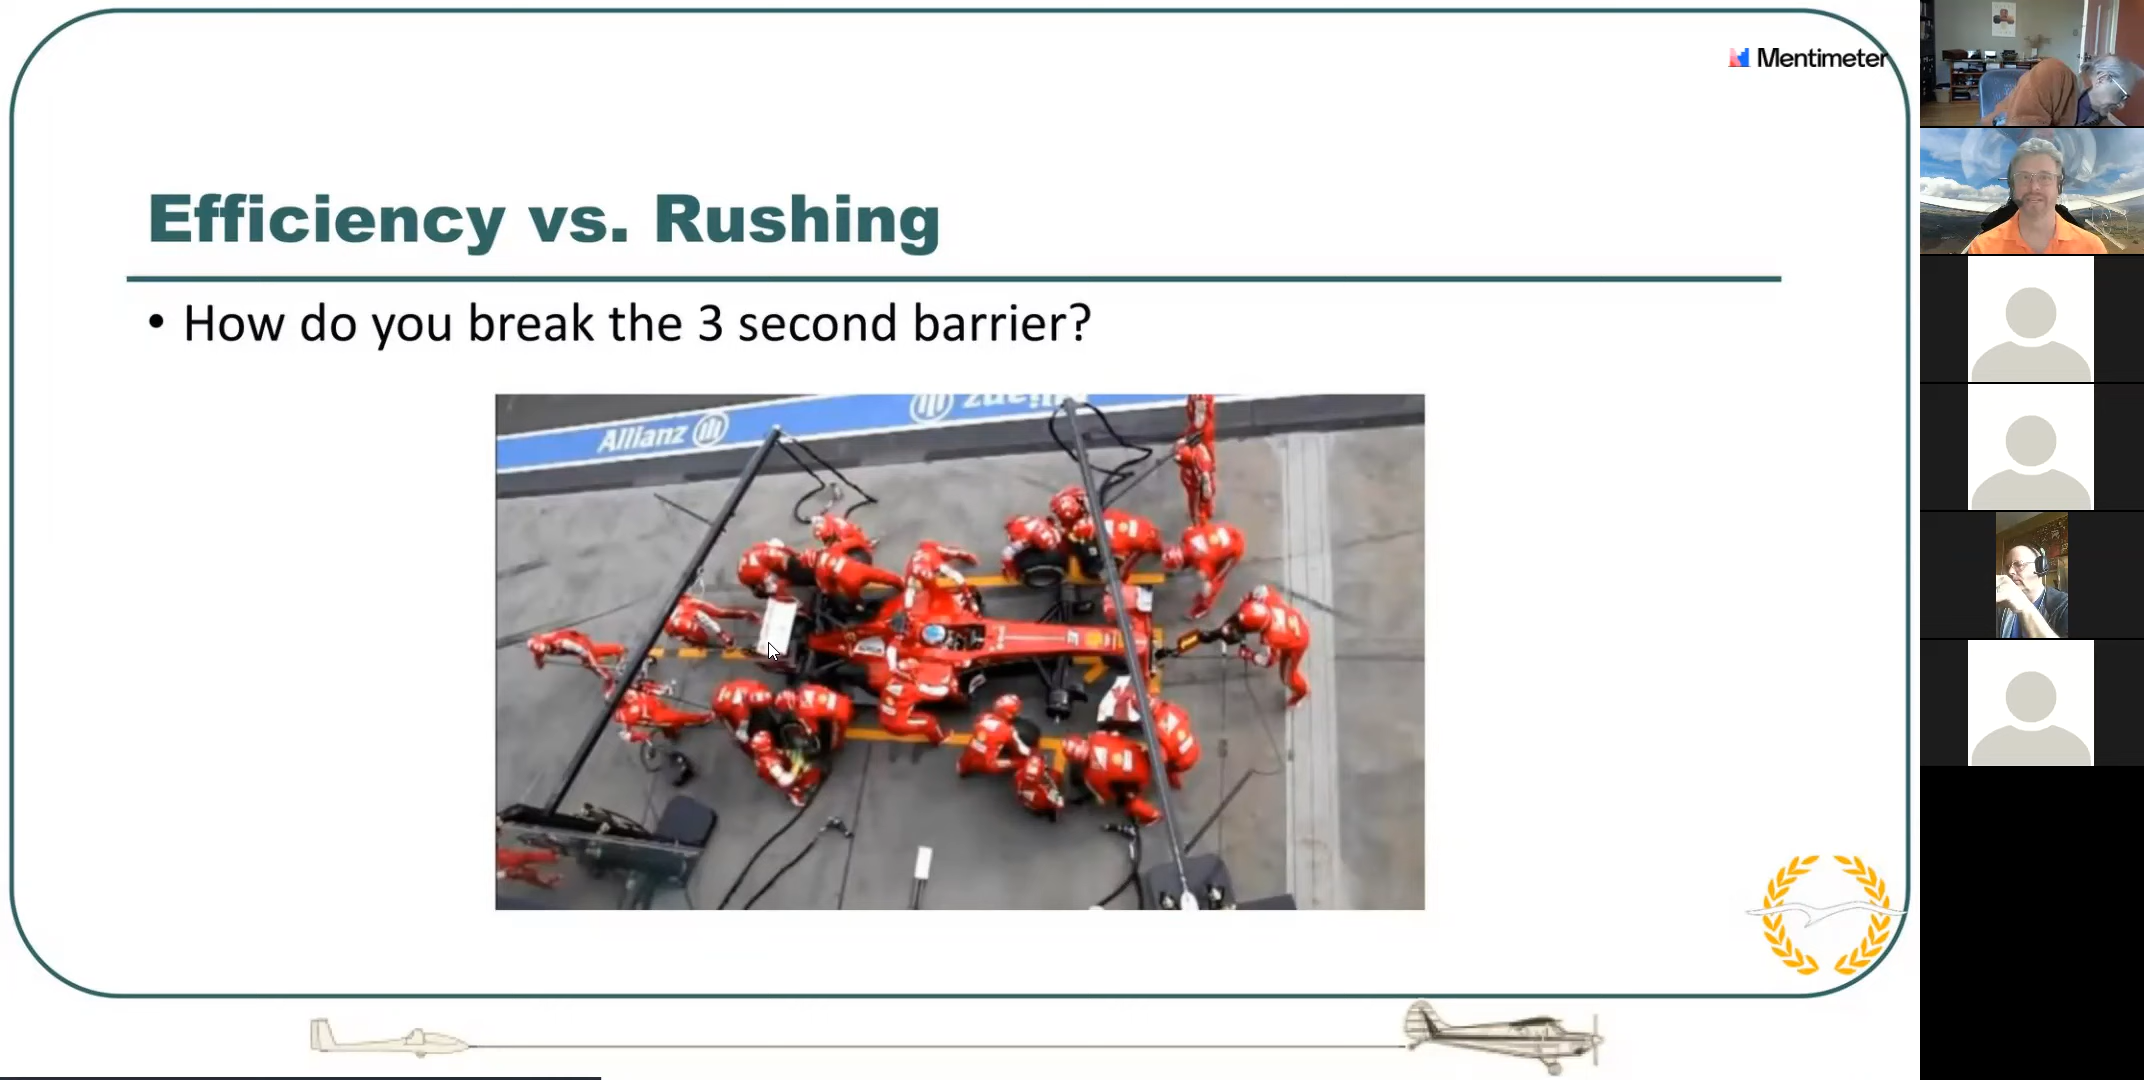 Mentimeter
Efficiency vs. Rushing
• How do you break the 3 second barrier?
Allianz